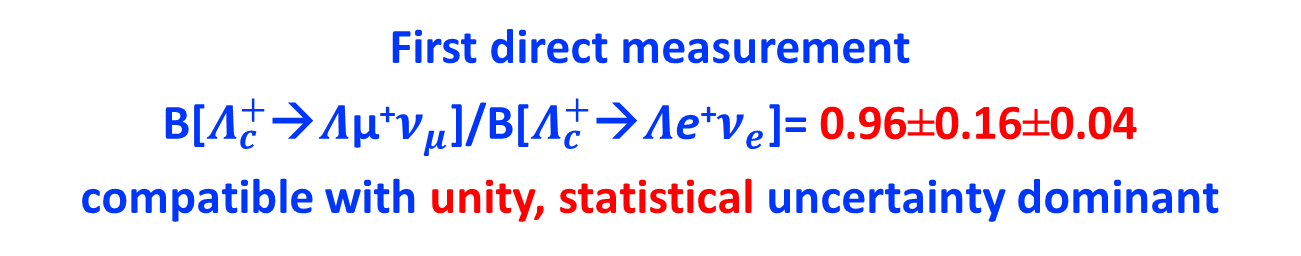 First direct measurement
B[Λc+→Λμ+νμ]/B[Λc+→Λe+νe]= 0.96±0.16±0.04
compatible with unity, statistical uncertainty dominant